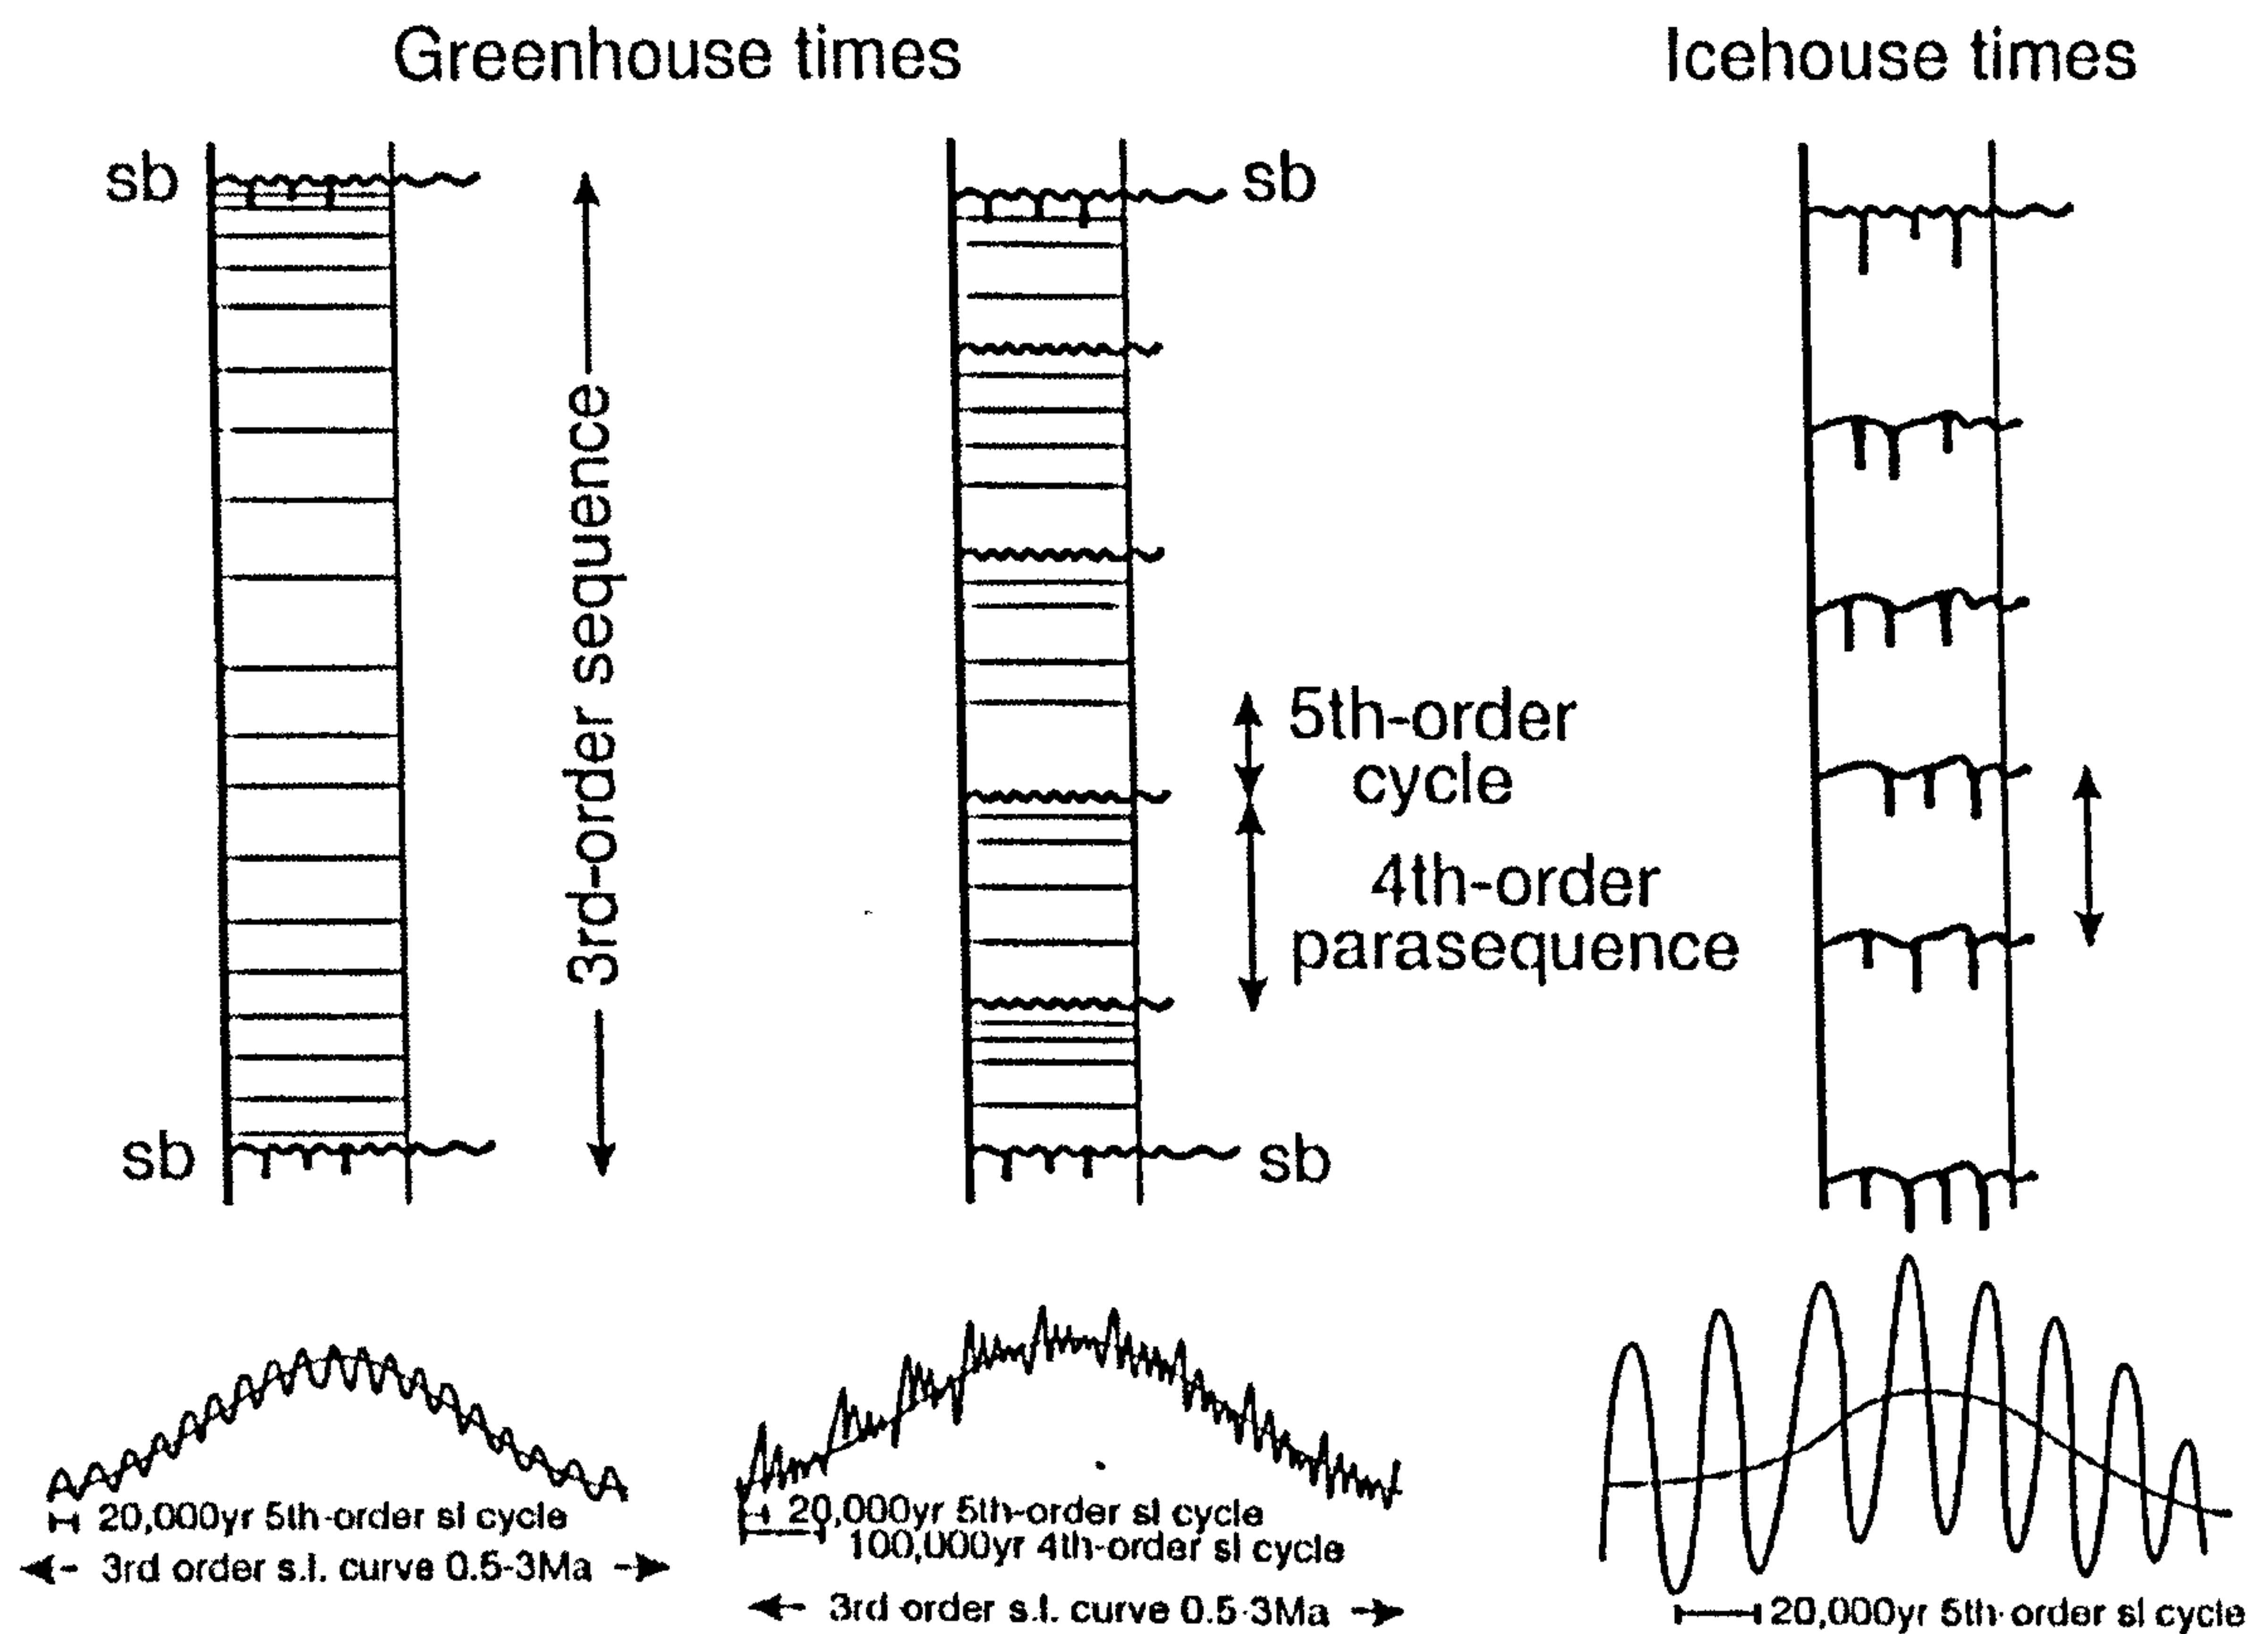 Greenhouse times
Icehouse times
sb
sb
3rd-order sequence
5th-order
cycle
4th-order
parasequence
sb
sb
20,000yr 5th-order sl cycle
3rd order s.l. curve 0.5-3Ma
20,000yr 5th-order sl cycle
100,000yr 4th-order sl cycle
3rd order s.l. curve 0.5-3Ma
20,000yr 5th-order sl cycle